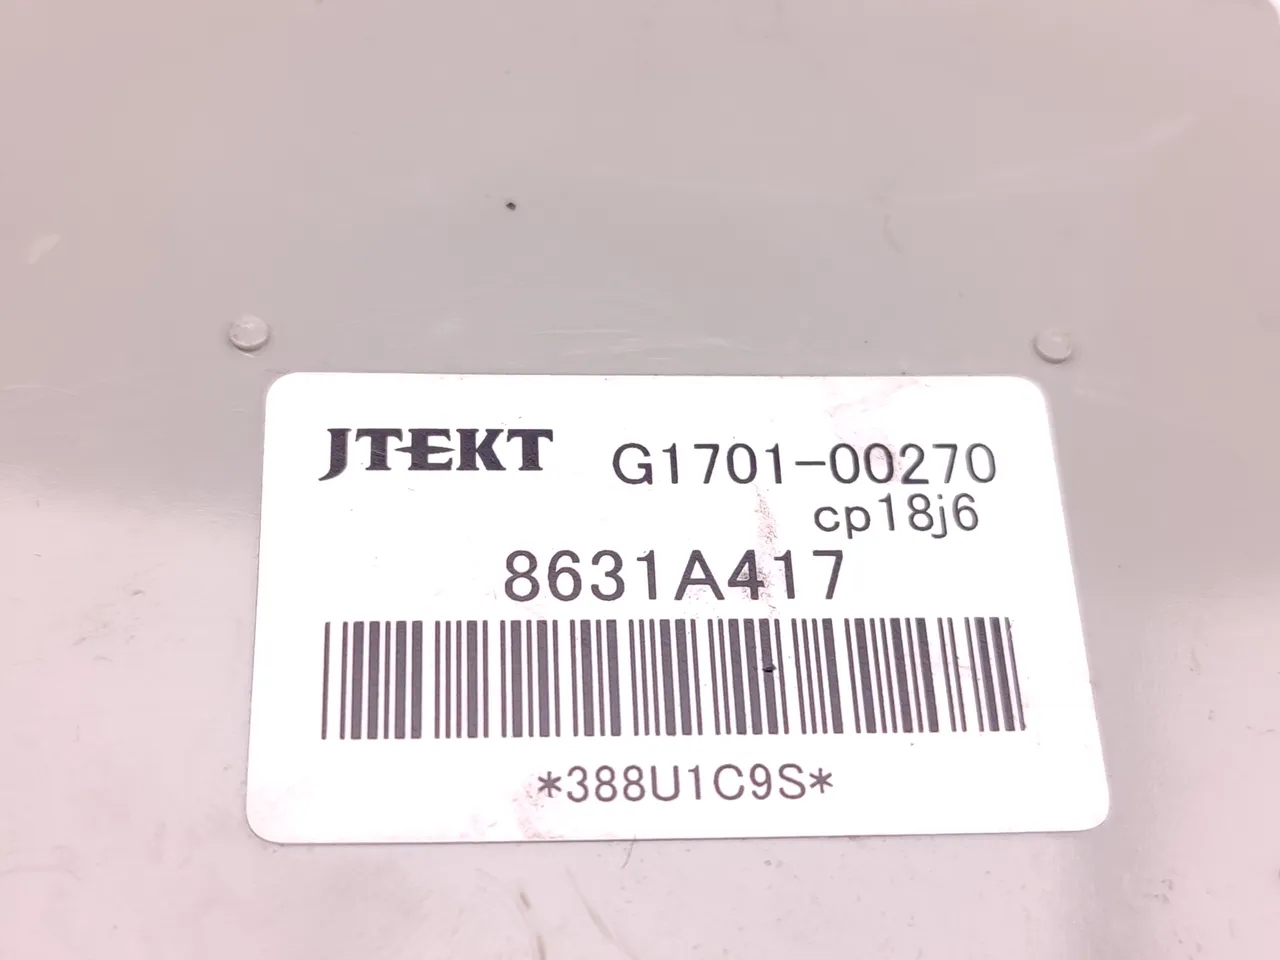 JTEKT G1701-00270
cp18j6
8631A417
*388U1C9S*